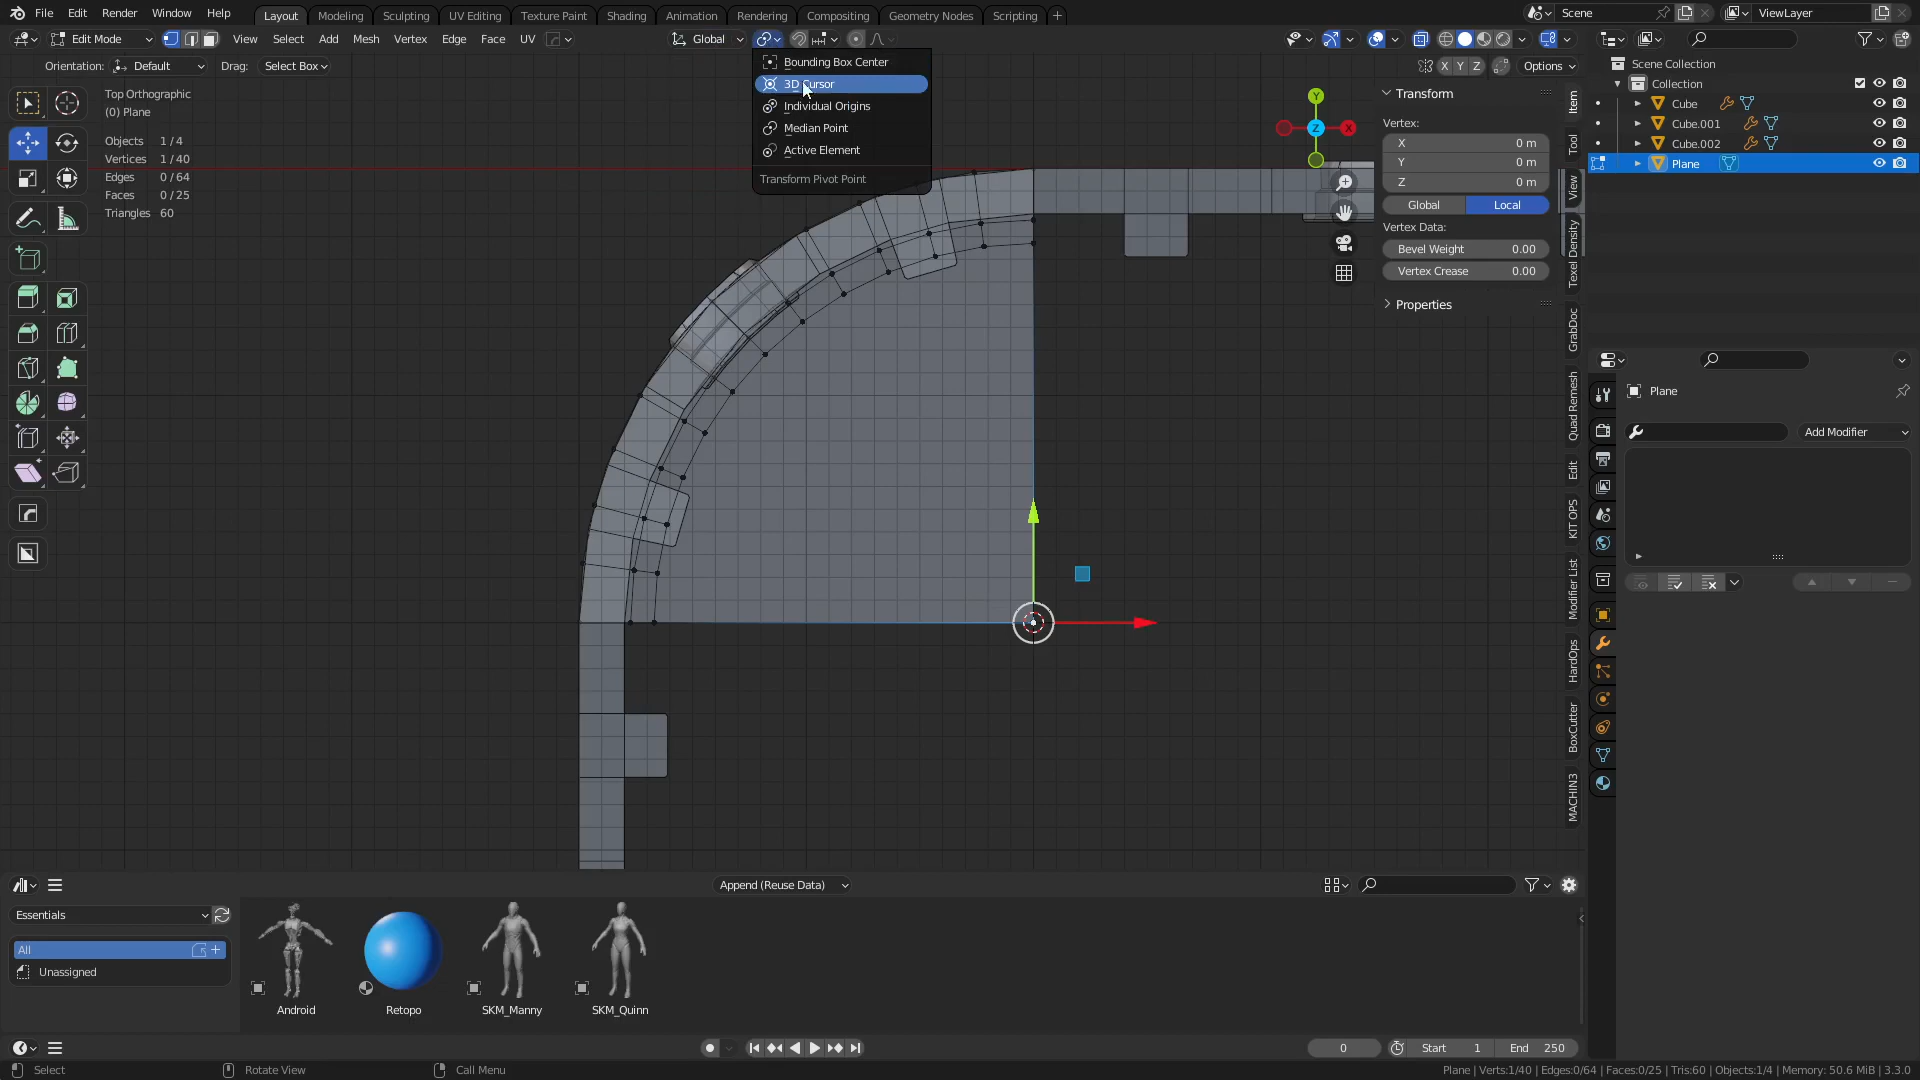 File Edit Render Window Help Layout Modeling Sculpting UV Editing Texture Paint Shading Animation Rendering Compositing Geometry Nodes Scripting + Scene ViewLayer
Edit Mode View Select Add Mesh Vertex Edge Face UV Global
Orientation: Default Drag: Select Box X Y Z Options
Bounding Box Center
3D Cursor
Individual Origins
Median Point
Active Element
Transform Pivot Point
Top Orthographic
(0) Plane
Objects 1/4
Vertices 1/40
Edges 0/64
Faces 0/25
Triangles 60
Y
Z
X
Transform
Vertex:
X 0 m
Y 0 m
Z 0 m
Global Local
Vertex Data:
Bevel Weight 0.00
Vertex Crease 0.00
Properties
Item
Tool
View
Texel Density
GrabDoc
Quad Remesh
Edit
KIT OPS
Modifier List
HardOps
BoxCutter
MACHIN3
Scene Collection
Collection
Cube
Cube.001
Cube.002
Plane
Plane
Add Modifier
Append (Reuse Data)
Essentials
All
Unassigned
Android Retopo SKM_Manny SKM_Quinn
0 Start 1 End 250
Select Rotate View Call Menu Plane | Verts:1/40 | Edges:0/64 | Faces:0/25 | Tris:60 | Objects:1/4 | Memory: 50.6 MiB | 3.3.0